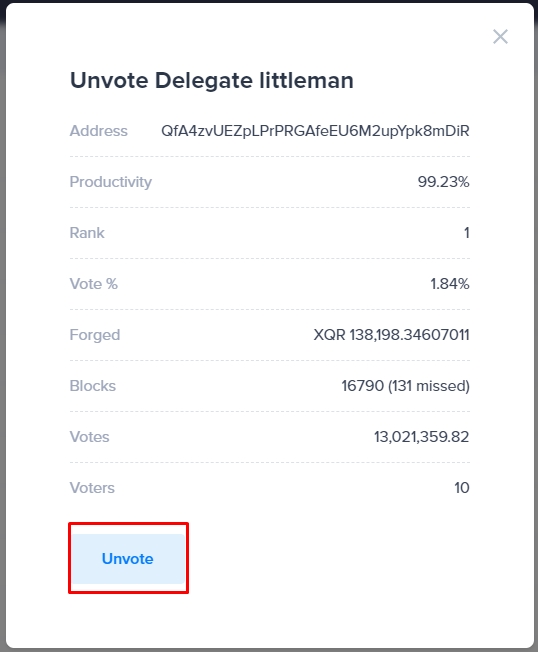 Unvote Delegate littleman
Address QfA4zvUEZpLPrPRGAfeEU6M2upYpk8mDiR
Productivity 99.23%
Rank 1
Vote % 1.84%
Forged XQR 138,198.34607011
Blocks 16790 (131 missed)
Votes 13,021,359.82
Voters 10
Unvote